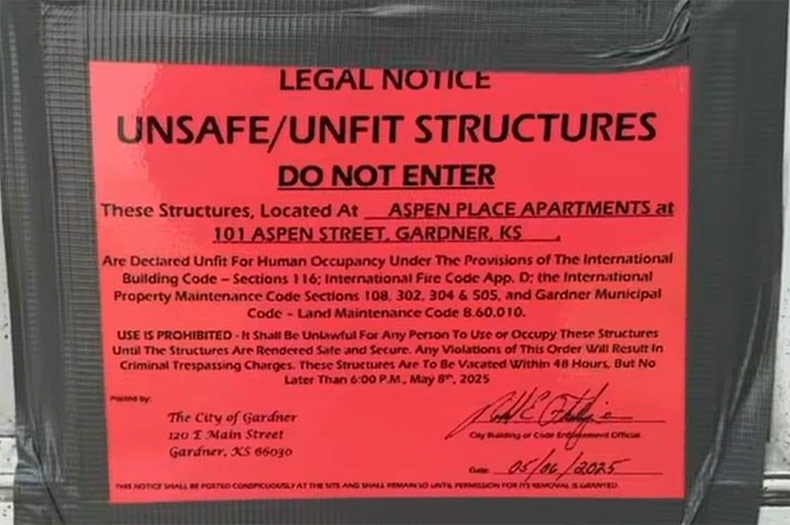 LEGAL NOTICE
UNSAFE/UNFIT STRUCTURES
DO NOT ENTER
These Structures, Located At ASPEN PLACE APARTMENTS at
101 ASPEN STREET, GARDNER, KS .
Are Declared Unfit For Human Occupancy Under The Provisions of The International
Building Code – Sections 116; International Fire Code App. D; the International
Property Maintenance Code Sections 108, 302, 304 & 505, and Gardner Municipal
Code – Land Maintenance Code 8.60.010.
USE IS PROHIBITED - It Shall Be Unlawful For Any Person To Use or Occupy These Structures
Until The Structures Are Rendered Safe and Secure. Any Violations of This Order Will Result In
Criminal Trespassing Charges. These Structures Are To Be Vacated Within 48 Hours, But No
Later Than 6:00 P.M., May 8th, 2025
Posted by:
The City of Gardner
120 E Main Street
Gardner, KS 66030
City Building or Code Enforcement Official
Date: 05/06/2025
THIS NOTICE SHALL BE POSTED CONSPICUOUSLY AT THE SITE AND SHALL REMAIN SO UNTIL PERMISSION FOR ITS REMOVAL IS GRANTED.